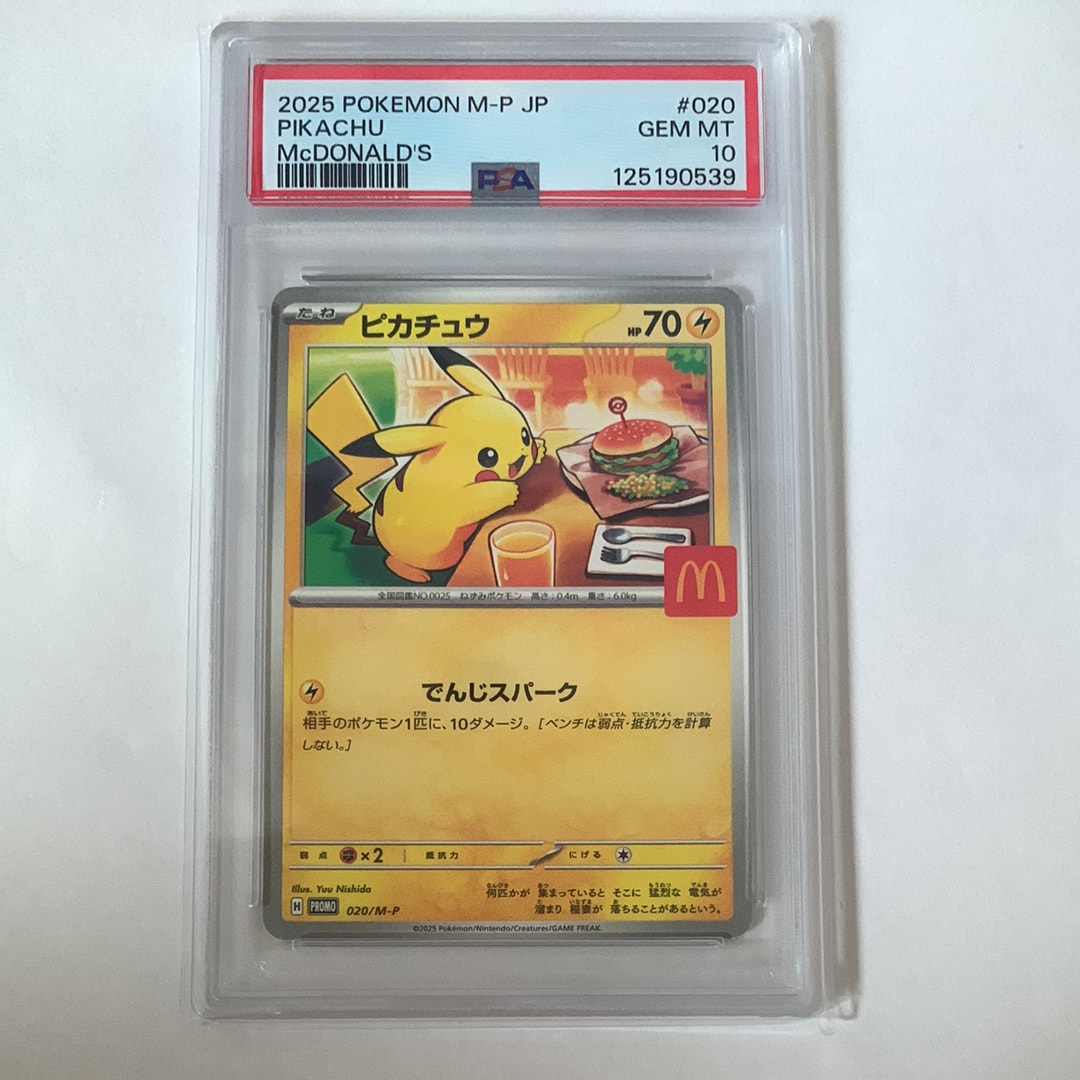 2025 POKEMON M-P JP #020
PIKACHU GEM MT
McDONALD'S 10
PSA 125190539
たね ピカチュウ HP 70
全国図鑑NO.0025 ねずみポケモン 高さ:0.4m 重さ:6.0kg
M
でんじスパーク
相手のポケモン1匹に、10ダメージ。[ベンチは弱点・抵抗力を計算
しない。]
弱点 ×2 抵抗力 にげる
Illus. Yuu Nishida
何匹かが 集まっていると そこに 猛烈な 電気が
溜まり 稲妻が 落ちることがあるという。
H PROMO 020/M-P
©2025 Pokémon/Nintendo/Creatures/GAME FREAK.